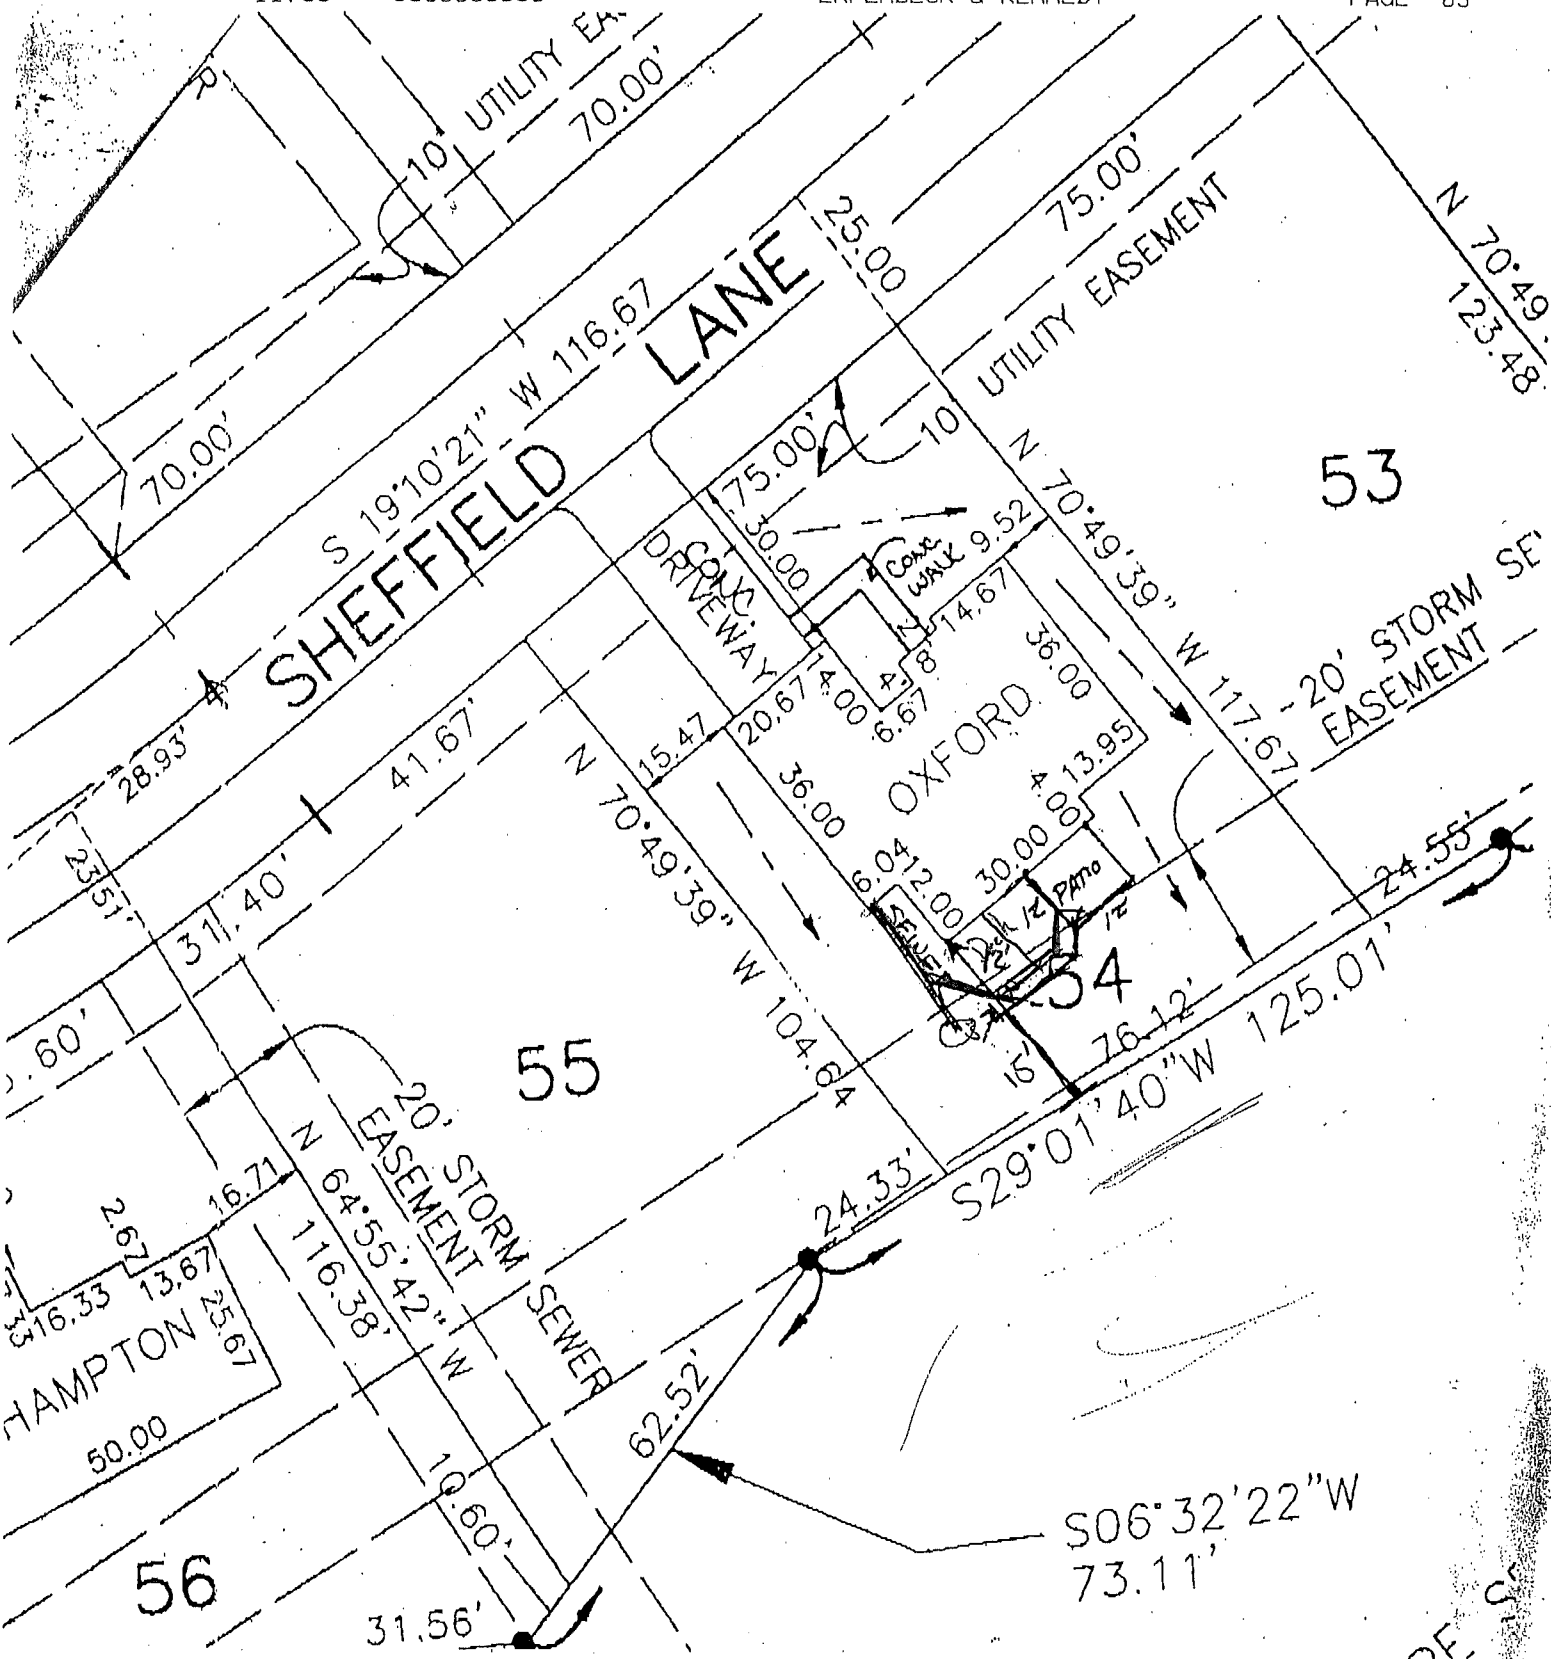 PAGE
10' UTILITY
70.00'
R
70.00'
S 19°10'21" W 116.67
SHEFFIELD LANE
25.00
75.00'
10 UTILITY EASEMENT
N 70°49'
123.48
53
75.00'
30.00
CONC.
DRIVEWAY
CONC
WALK
9.52
14.67
N 70°49'39" W 117.67
20' STORM SE
EASEMENT
28.93'
41.67'
15.47
20.67
14.00
4'
6.67
8
36.00
OXFORD
13.95
4.00
36.00
6.04
12.00
30.00
Deck 12
PATIO
12
SEWER
54
24.55'
76.12'
15'
S29°01'40"W 125.01'
N 70°49'39" W 104.64
23.51'
31.40'
.60'
55
20' STORM SEWER
EASEMENT
N 64°55'42" W
116.38'
16.71
2.67
16.33
13.67
25.67
HAMPTON
50.00
24.33'
62.52'
10.60'
S06°32'22"W
73.11'
56
31.56'